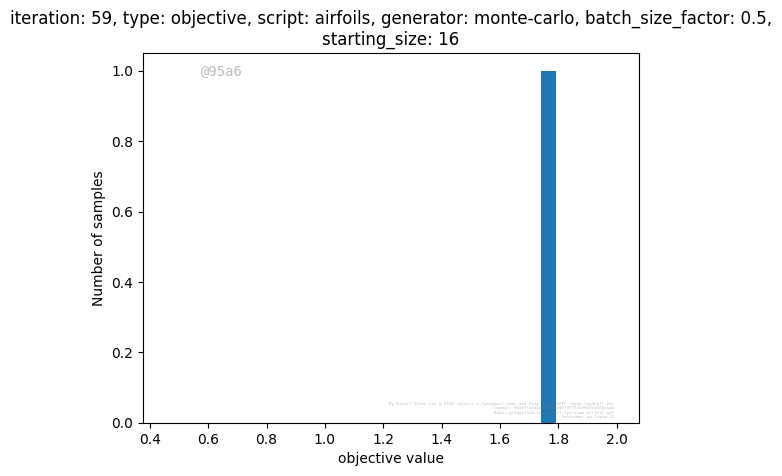 iteration: 59, type: objective, script: airfoils, generator: monte-carlo, batch_size_factor: 0.5,
starting_size: 16
@95a6
1.0
0.8
0.6
0.4
0.2
0.0
Number of samples
0.4 0.6 0.8 1.0 1.2 1.4 1.6 1.8 2.0
objective value